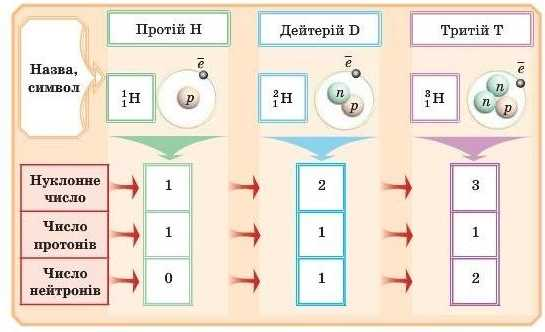 Назва,
символ
Протій H
Дейтерій D
Тритій T
¹₁H
e̅
p
²₁H
e̅
n
p
³₁H
e̅
n
n
p
Нуклонне
число
1
2
3
Число
протонів
1
1
1
Число
нейтронів
0
1
2